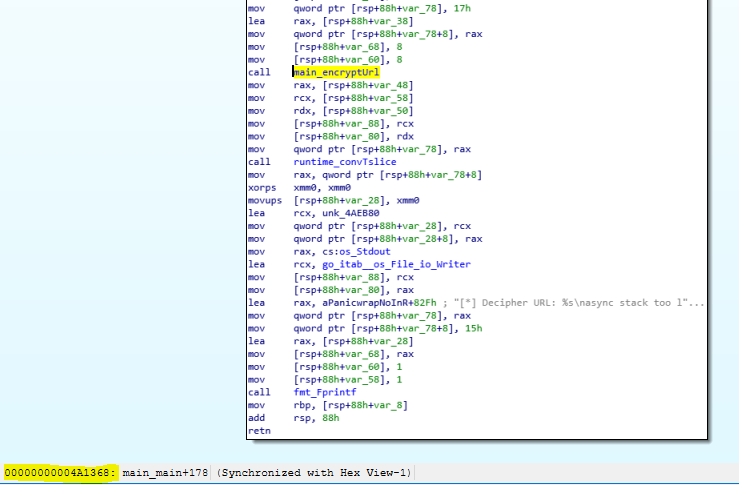 mov qword ptr [rsp+88h+var_78], 17h
lea rax, [rsp+88h+var_38]
mov qword ptr [rsp+88h+var_78+8], rax
mov [rsp+88h+var_68], 8
mov [rsp+88h+var_60], 8
call main_encryptUrl
mov rax, [rsp+88h+var_48]
mov rcx, [rsp+88h+var_58]
mov rdx, [rsp+88h+var_50]
mov [rsp+88h+var_88], rcx
mov [rsp+88h+var_80], rdx
mov qword ptr [rsp+88h+var_78], rax
call runtime_convTslice
mov rax, qword ptr [rsp+88h+var_78+8]
xorps xmm0, xmm0
movups [rsp+88h+var_28], xmm0
lea rcx, unk_4AEB80
mov qword ptr [rsp+88h+var_28], rcx
mov qword ptr [rsp+88h+var_28+8], rax
mov rax, cs:os_Stdout
lea rcx, go_itab__os_File_io_Writer
mov [rsp+88h+var_88], rcx
mov [rsp+88h+var_80], rax
lea rax, aPanicwrapNoInR+82Fh ; "[*] Decipher URL: %s\nasync stack too l"...
mov qword ptr [rsp+88h+var_78], rax
mov qword ptr [rsp+88h+var_78+8], 15h
lea rax, [rsp+88h+var_28]
mov [rsp+88h+var_68], rax
mov [rsp+88h+var_60], 1
mov [rsp+88h+var_58], 1
call fmt_Fprintf
mov rbp, [rsp+88h+var_8]
add rsp, 88h
retn
00000000004A1368: main_main+178 (Synchronized with Hex View-1)